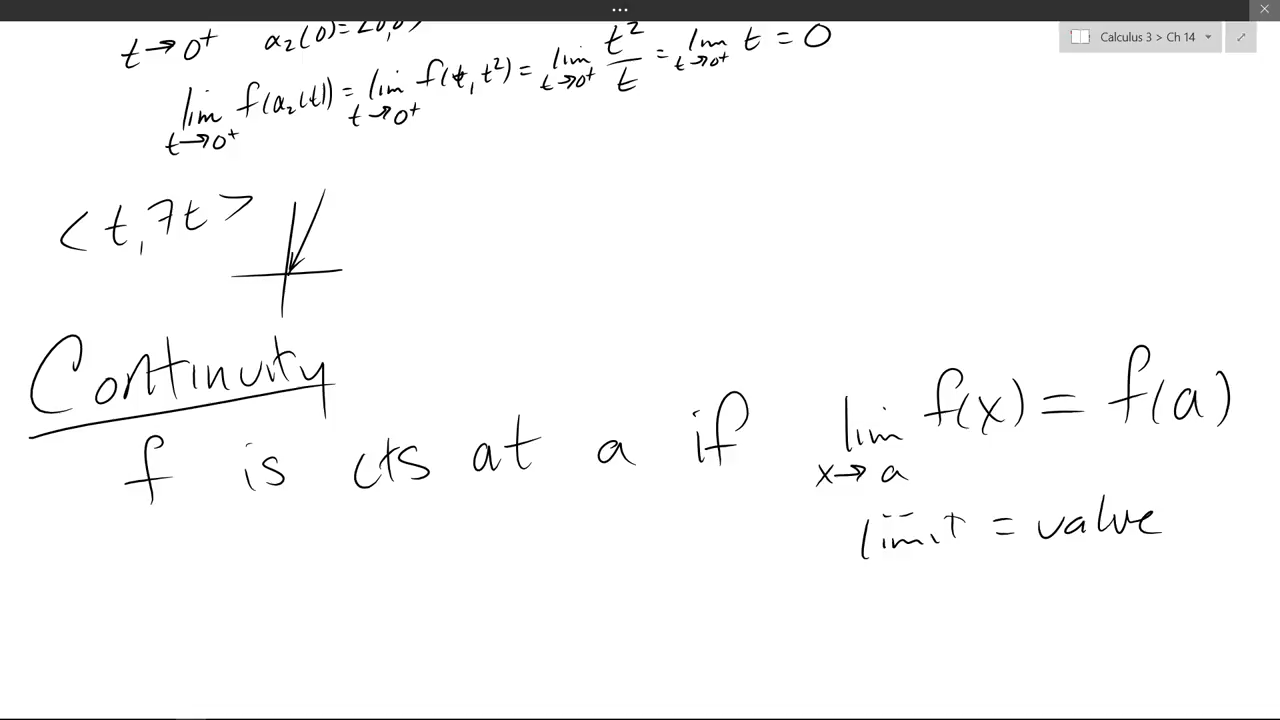 Calculus 3 > Ch 14
t → 0⁺ α₂(0) = <0,0>
lim t→0⁺ f(α₂(t)) = lim t→0⁺ f(t, t²) = lim t→0⁺ t²/t = lim t→0⁺ t = 0
<t, 7t>
Continuity
f is cts at a if lim x→a f(x) = f(a)
limit = value